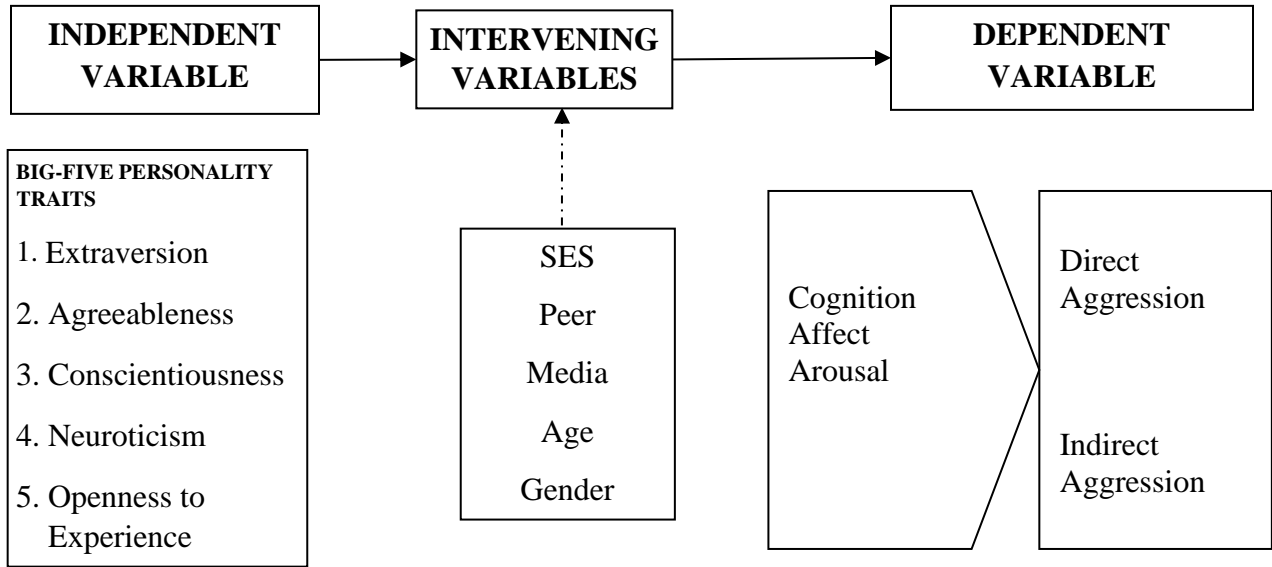 INDEPENDENT
VARIABLE
INTERVENING
VARIABLES
DEPENDENT
VARIABLE
BIG-FIVE PERSONALITY
TRAITS
1. Extraversion
2. Agreeableness
3. Conscientiousness
4. Neuroticism
5. Openness to
Experience
SES
Peer
Media
Age
Gender
Cognition
Affect
Arousal
Direct
Aggression
Indirect
Aggression